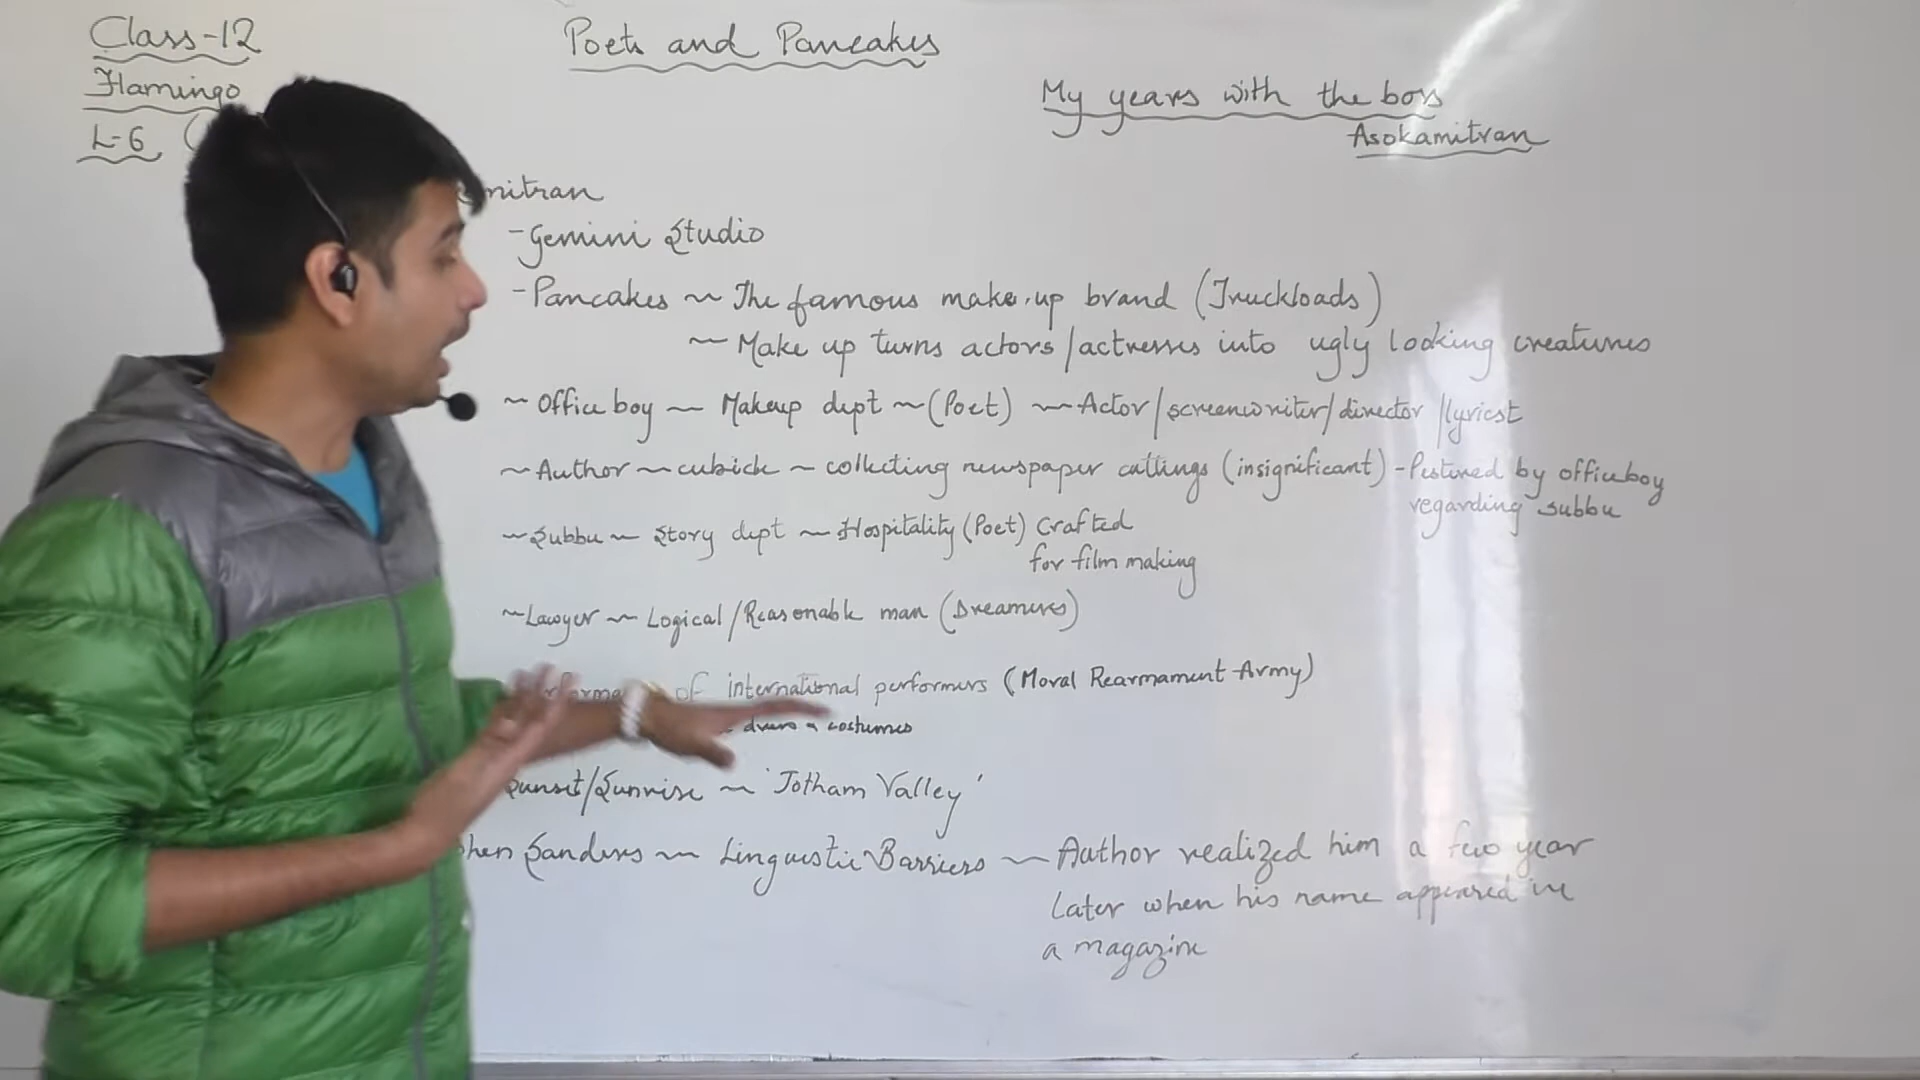 Class-12
Poets and Pancakes
Flamingo
My years with the boss
L-6 (
Asokamitran
mitran
- Gemini Studio
- Pancakes ~ The famous make-up brand (Truckloads)
~ Make up turns actors/actresses into ugly looking creatures
~ Office boy ~ Makeup dept ~ (Poet) ~ Actor/screenwriter/director/lyricst
~ Author ~ cubicle ~ collecting newspaper cuttings (insignificant) - Pestered by officeboy
regarding subbu
~ Subbu ~ Story dept ~ Hospitality (Poet) Crafted
for film making
~ Lawyer ~ Logical/Reasonable man (Dreamers)
of international performers (Moral Rearmament Army)
costumes
Sunset/Sunrise ~ 'Jotham Valley'
phen Sanders ~ Linguistic Barriers ~ Author realized him a few year
Later when his name appeared in
a magazine